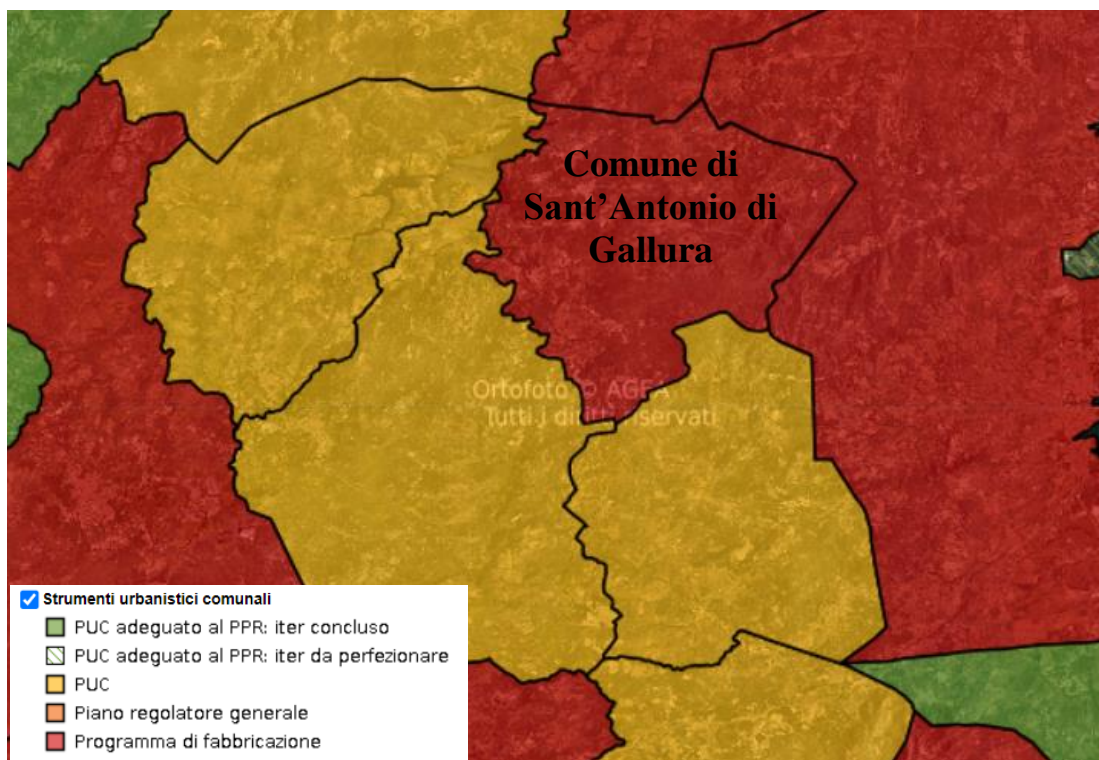 Comune di
Sant’Antonio di
Gallura
Ortofoto AGEA
Tutti i diritti riservati
Strumenti urbanistici comunali
PUC adeguato al PPR: iter concluso
PUC adeguato al PPR: iter da perfezionare
PUC
Piano regolatore generale
Programma di fabbricazione